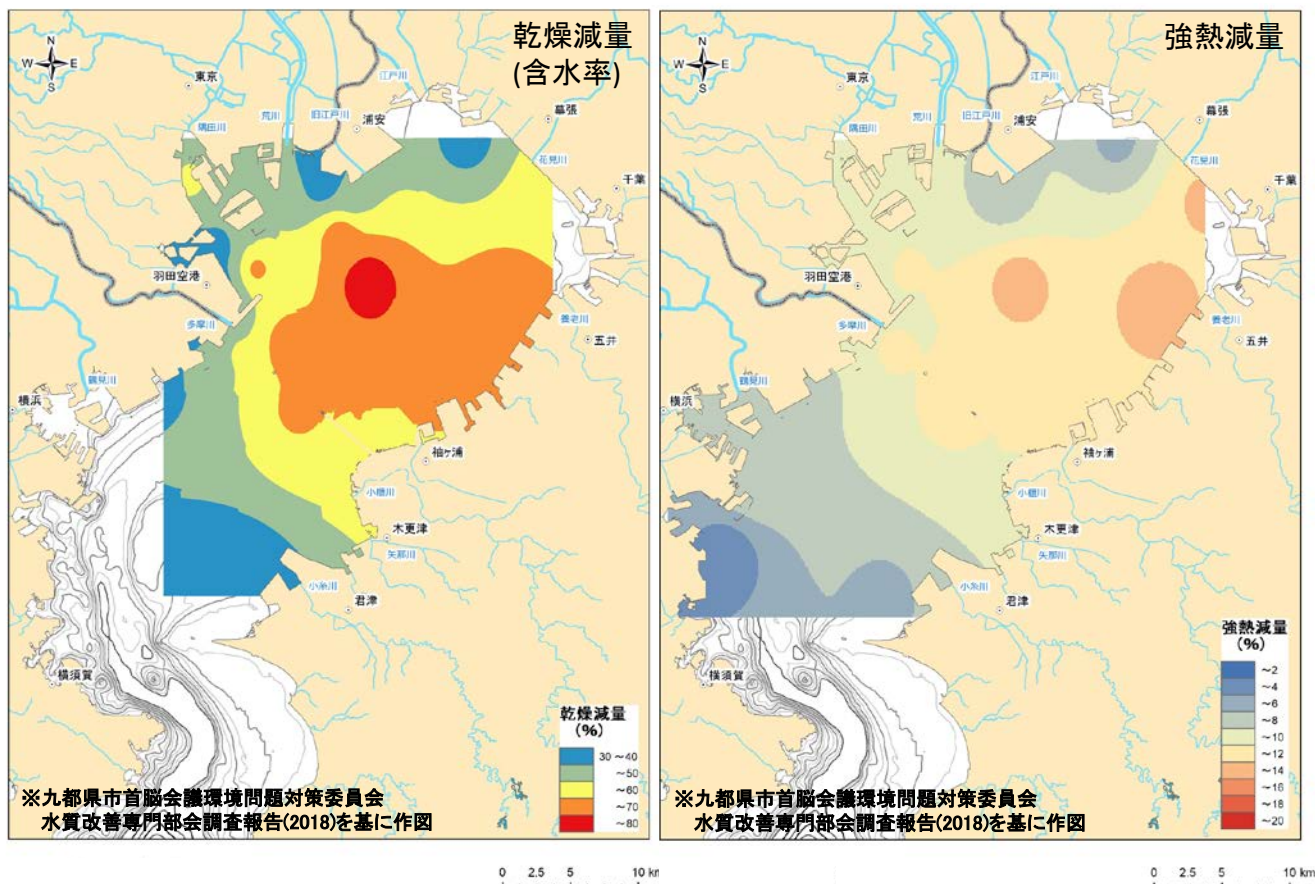 乾燥減量
(含水率)
N
W E
S
東京
江戸川
隅田川
荒川
旧江戸川
浦安
幕張
花見川
千葉
羽田空港
多摩川
養老川
五井
鶴見川
横浜
袖ヶ浦
小櫃川
木更津
矢那川
小糸川
君津
横須賀
乾燥減量
(%)
30~40
~50
~60
~70
~80
※九都県市首脳会議環境問題対策委員会
水質改善専門部会調査報告(2018)を基に作図
0 2.5 5 10 km
強熱減量
N
W E
S
東京
江戸川
隅田川
荒川
旧江戸川
浦安
幕張
花見川
千葉
羽田空港
多摩川
養老川
五井
鶴見川
横浜
袖ヶ浦
小櫃川
木更津
矢那川
小糸川
君津
横須賀
強熱減量
(%)
~2
~4
~6
~8
~10
~12
~14
~16
~18
~20
※九都県市首脳会議環境問題対策委員会
水質改善専門部会調査報告(2018)を基に作図
0 2.5 5 10 km